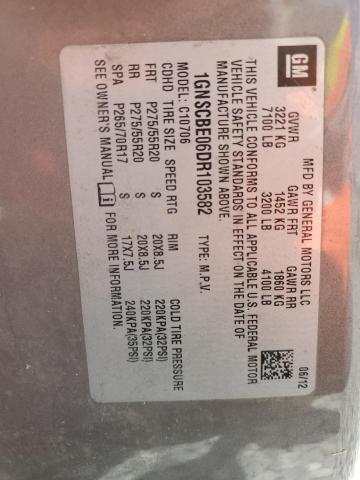 GM
MFD BY GENERAL MOTORS LLC 06/12
GVWR GAWR FRT GAWR RR
3221 KG 1452 KG 1860 KG
7100 LB 3200 LB 4100 LB
THIS VEHICLE CONFORMS TO ALL APPLICABLE U.S. FEDERAL MOTOR
VEHICLE SAFETY STANDARDS IN EFFECT ON THE DATE OF
MANUFACTURE SHOWN ABOVE.
1GNSCBE06DR103582 TYPE: M.P.V.
MODEL: C10706
CDHO TIRE SIZE SPEED RTG RIM COLD TIRE PRESSURE
FRT P275/55R20 S 20X8.5J 220KPA(32PSI)
RR P275/55R20 S 20X8.5J 220KPA(32PSI)
SPA P265/70R17 S 17X7.5J 240KPA(35PSI)
SEE OWNER'S MANUAL i FOR MORE INFORMATION.